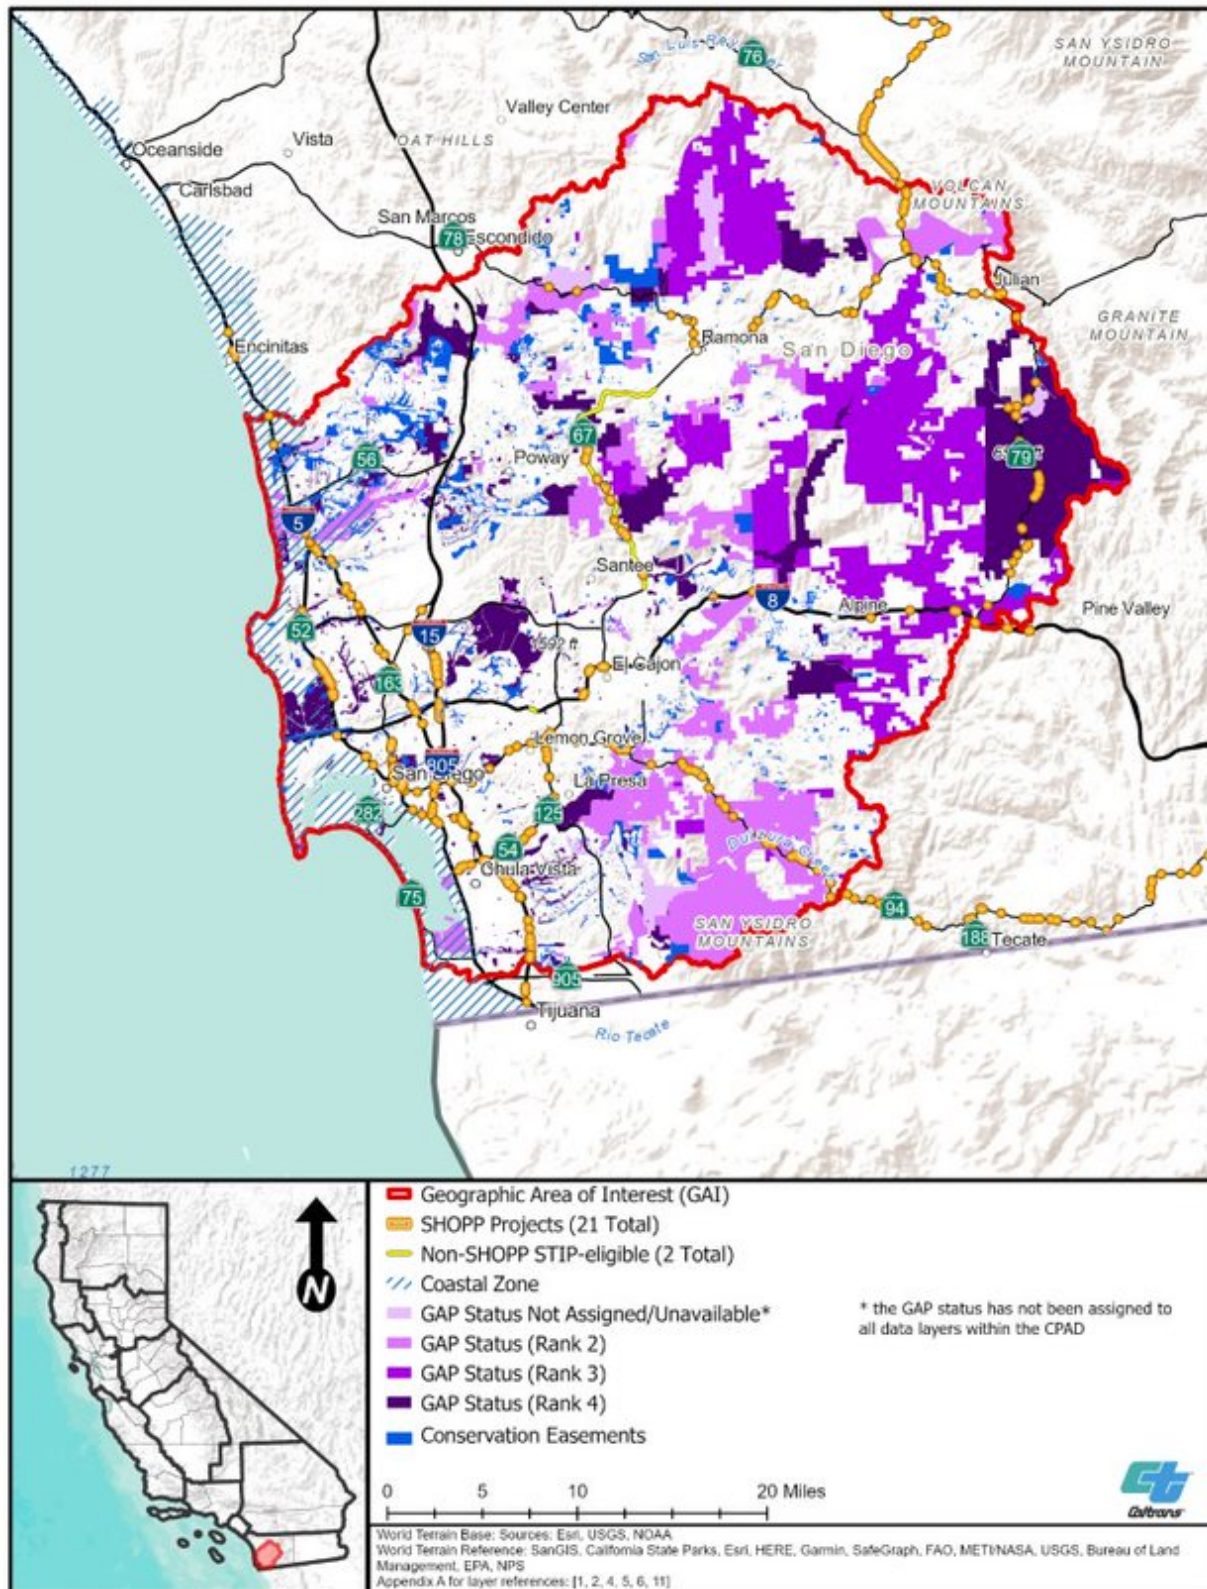 SAN YSIDRO
MOUNTAIN
San Luis Rey
76
Valley Center
OAT HILLS
Vista
Oceanside
Carlsbad
VOLCAN
MOUNTAINS
San Marcos
78
Escondido
Julian
GRANITE
MOUNTAIN
Encinitas
Ramona
San Diego
67
56
Poway
79
5
Santee
8
Alpine
Pine Valley
52
15
1592 ft
El Cajon
163
Lemon Grove
805
San Diego
La Presa
282
125
54
Chula Vista
75
94
SAN YSIDRO
MOUNTAINS
188
Tecate
905
Tijuana
Rio Tecate
1277
N
Geographic Area of Interest (GAI)
SHOPP Projects (21 Total)
Non-SHOPP STIP-eligible (2 Total)
Coastal Zone
GAP Status Not Assigned/Unavailable*
GAP Status (Rank 2)
GAP Status (Rank 3)
GAP Status (Rank 4)
Conservation Easements
* the GAP status has not been assigned to
all data layers within the CPAD
0 5 10 20 Miles
ct
Caltrans
World Terrain Base: Sources: Esri, USGS, NOAA
World Terrain Reference: SanGIS, California State Parks, Esri, HERE, Garmin, SafeGraph, FAO, METI/NASA, USGS, Bureau of Land
Management, EPA, NPS
Appendix A for layer references: [1, 2, 4, 5, 6, 11]